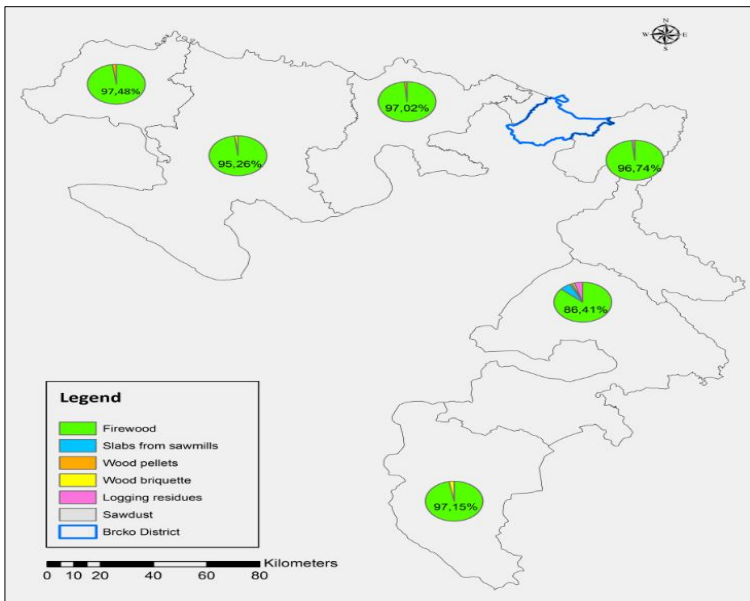 N
W E
S
97,48%
97,02%
95,26%
96,74%
86,41%
Legend
Firewood
Slabs from sawmills
Wood pellets
Wood briquette
Logging residues
Sawdust
Brcko District
97,15%
Kilometers
0 10 20 40 60 80